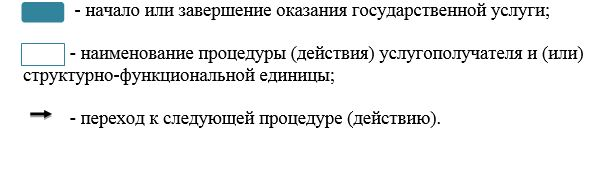 - начало или завершение оказания государственной услуги;
- наименование процедуры (действия) услугополучателя и (или)
структурно-функциональной единицы;
- переход к следующей процедуре (действию).